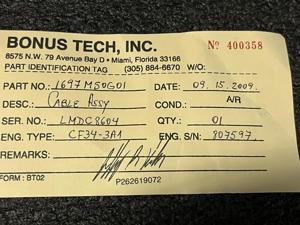 BONUS TECH, INC. Nº 400358
8575 N.W. 79 Avenue Bay D • Miami, Florida 33166
PART IDENTIFICATION TAG (305) 884-6670 W/O:
PART NO.: 1697M50G01 DATE: 09.15.2009.
DESC.: CABLE ASSY COND.: A/R
SER. NO.: LMDC8604 QTY.: 01
ENG. TYPE: CF34-3A1 ENG. S/N: 807597.
REMARKS:
FORM: BT02 P262619072